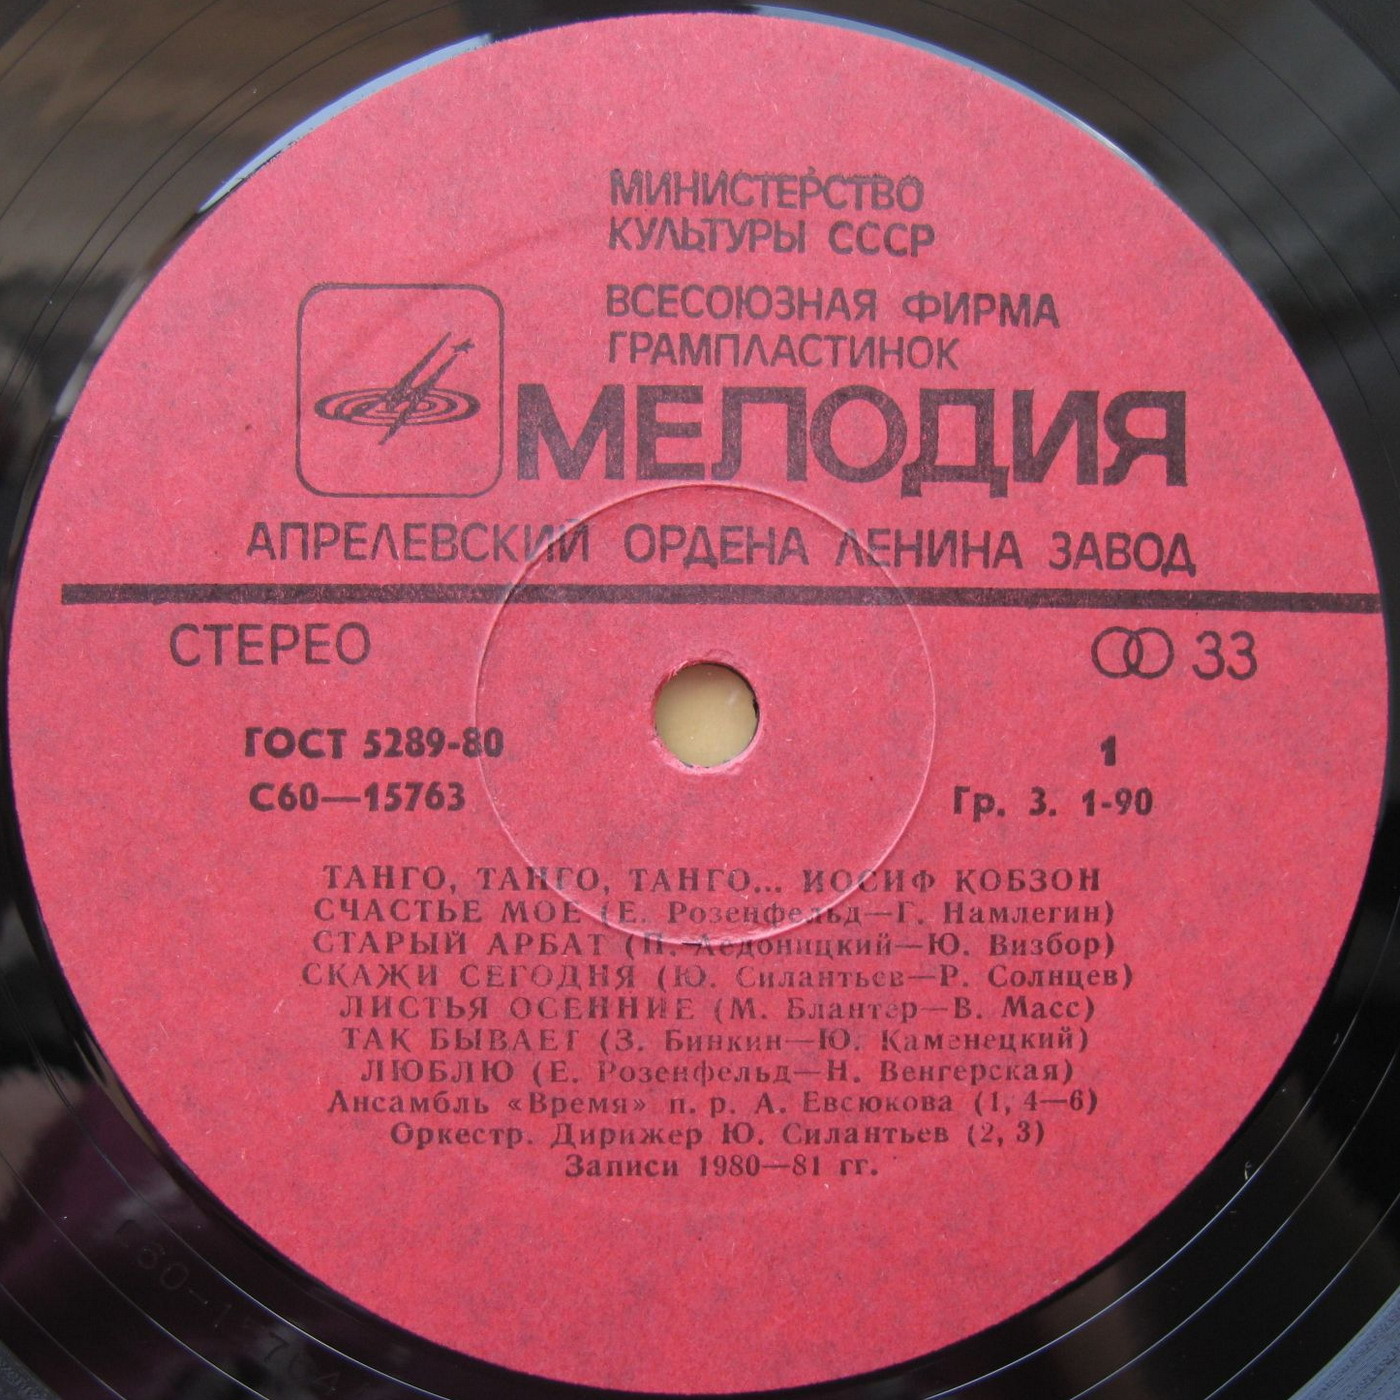 МИНИСТЕРСТВО
КУЛЬТУРЫ СССР
ВСЕСОЮЗНАЯ ФИРМА
ГРАМПЛАСТИНОК
МЕЛОДИЯ
АПРЕЛЕВСКИЙ ОРДЕНА ЛЕНИНА ЗАВОД
СТЕРЕО
33
ГОСТ 5289-80
1
С60—15763
Гр. 3. 1-90
ТАНГО, ТАНГО, ТАНГО... ИОСИФ КОБЗОН
СЧАСТЬЕ МОЕ (Е. Розенфельд—Г. Намлегин)
СТАРЫЙ АРБАТ (П. Аедоницкий—Ю. Визбор)
СКАЖИ СЕГОДНЯ (Ю. Силантьев—Р. Солнцев)
ЛИСТЬЯ ОСЕННИЕ (М. Блантер—В. Масс)
ТАК БЫВАЕТ (З. Бинкин—Ю. Каменецкий)
ЛЮБЛЮ (Е. Розенфельд—Н. Венгерская)
Ансамбль «Время» п. р. А. Евсюкова (1, 4—6)
Оркестр. Дирижер Ю. Силантьев (2, 3)
Записи 1980—81 гг.